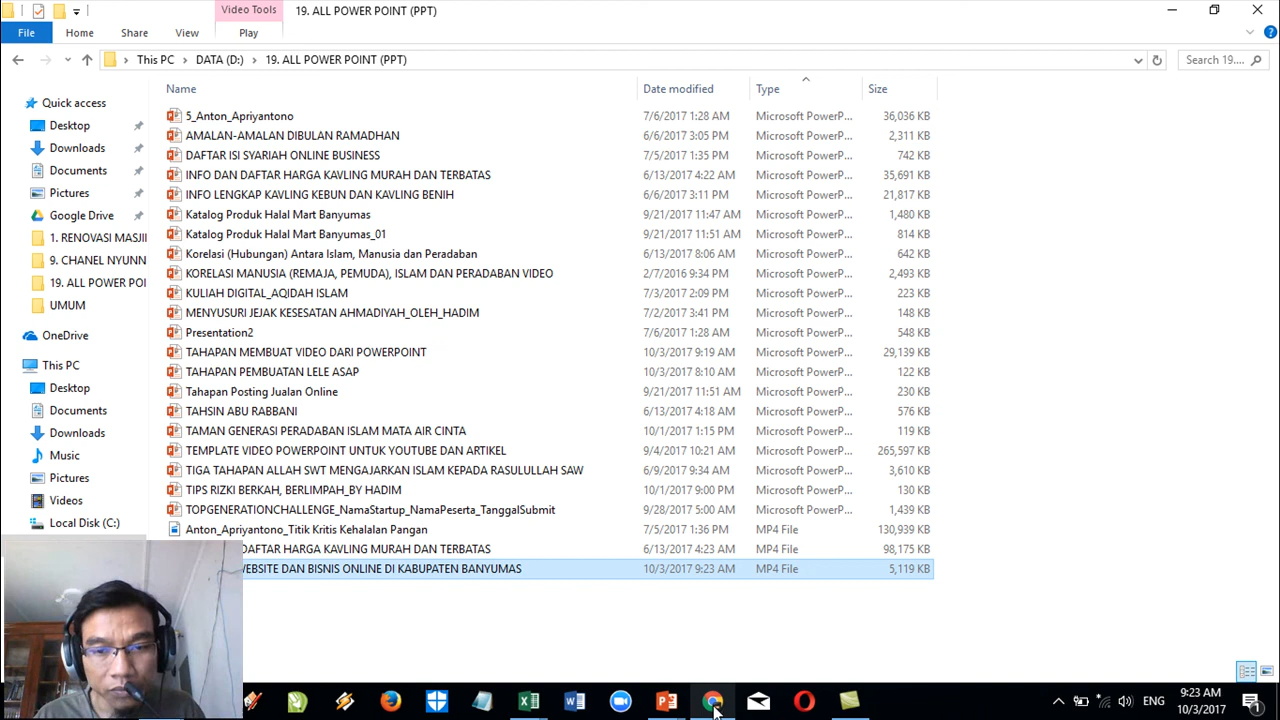 Video Tools
19. ALL POWER POINT (PPT)
File
Home
Share
View
Play
This PC
DATA (D:)
19. ALL POWER POINT (PPT)
Search 19....
Name
Date modified
Type
Size
Quick access
Desktop
Downloads
Documents
Pictures
Google Drive
1. RENOVASI MASJI
9. CHANEL NYUNN
19. ALL POWER POI
UMUM
OneDrive
This PC
Desktop
Documents
Downloads
Music
Pictures
Videos
Local Disk (C:)
5_Anton_Apriyantono 7/6/2017 1:28 AM Microsoft PowerP... 36,036 KB
AMALAN-AMALAN DIBULAN RAMADHAN 6/6/2017 3:05 PM Microsoft PowerP... 2,311 KB
DAFTAR ISI SYARIAH ONLINE BUSINESS 7/5/2017 1:35 PM Microsoft PowerP... 742 KB
INFO DAN DAFTAR HARGA KAVLING MURAH DAN TERBATAS 6/13/2017 4:22 AM Microsoft PowerP... 35,691 KB
INFO LENGKAP KAVLING KEBUN DAN KAVLING BENIH 6/6/2017 3:11 PM Microsoft PowerP... 21,817 KB
Katalog Produk Halal Mart Banyumas 9/21/2017 11:47 AM Microsoft PowerP... 1,480 KB
Katalog Produk Halal Mart Banyumas_01 9/21/2017 11:51 AM Microsoft PowerP... 814 KB
Korelasi (Hubungan) Antara Islam, Manusia dan Peradaban 6/13/2017 8:06 AM Microsoft PowerP... 642 KB
KORELASI MANUSIA (REMAJA, PEMUDA), ISLAM DAN PERADABAN VIDEO 2/7/2016 9:34 PM Microsoft PowerP... 2,493 KB
KULIAH DIGITAL_AQIDAH ISLAM 7/3/2017 2:09 PM Microsoft PowerP... 223 KB
MENYUSURI JEJAK KESESATAN AHMADIYAH_OLEH_HADIM 7/2/2017 3:41 PM Microsoft PowerP... 148 KB
Presentation2 7/6/2017 1:28 AM Microsoft PowerP... 548 KB
TAHAPAN MEMBUAT VIDEO DARI POWERPOINT 10/3/2017 9:19 AM Microsoft PowerP... 29,139 KB
TAHAPAN PEMBUATAN LELE ASAP 10/3/2017 8:10 AM Microsoft PowerP... 122 KB
Tahapan Posting Jualan Online 9/21/2017 11:51 AM Microsoft PowerP... 230 KB
TAHSIN ABU RABBANI 6/13/2017 4:18 AM Microsoft PowerP... 576 KB
TAMAN GENERASI PERADABAN ISLAM MATA AIR CINTA 10/1/2017 1:15 PM Microsoft PowerP... 119 KB
TEMPLATE VIDEO POWERPOINT UNTUK YOUTUBE DAN ARTIKEL 9/4/2017 10:21 AM Microsoft PowerP... 265,597 KB
TIGA TAHAPAN ALLAH SWT MENGAJARKAN ISLAM KEPADA RASULULLAH SAW 6/9/2017 9:34 AM Microsoft PowerP... 3,610 KB
TIPS RIZKI BERKAH, BERLIMPAH_BY HADIM 10/1/2017 9:00 PM Microsoft PowerP... 130 KB
TOPGENERATIONCHALLENGE_NamaStartup_NamaPeserta_TanggalSubmit 9/28/2017 5:00 AM Microsoft PowerP... 1,439 KB
Anton_Apriyantono_Titik Kritis Kehalalan Pangan 7/5/2017 1:36 PM MP4 File 130,939 KB
DAFTAR HARGA KAVLING MURAH DAN TERBATAS 6/13/2017 4:23 AM MP4 File 98,175 KB
WEBSITE DAN BISNIS ONLINE DI KABUPATEN BANYUMAS 10/3/2017 9:23 AM MP4 File 5,119 KB
ENG
9:23 AM
10/3/2017
1